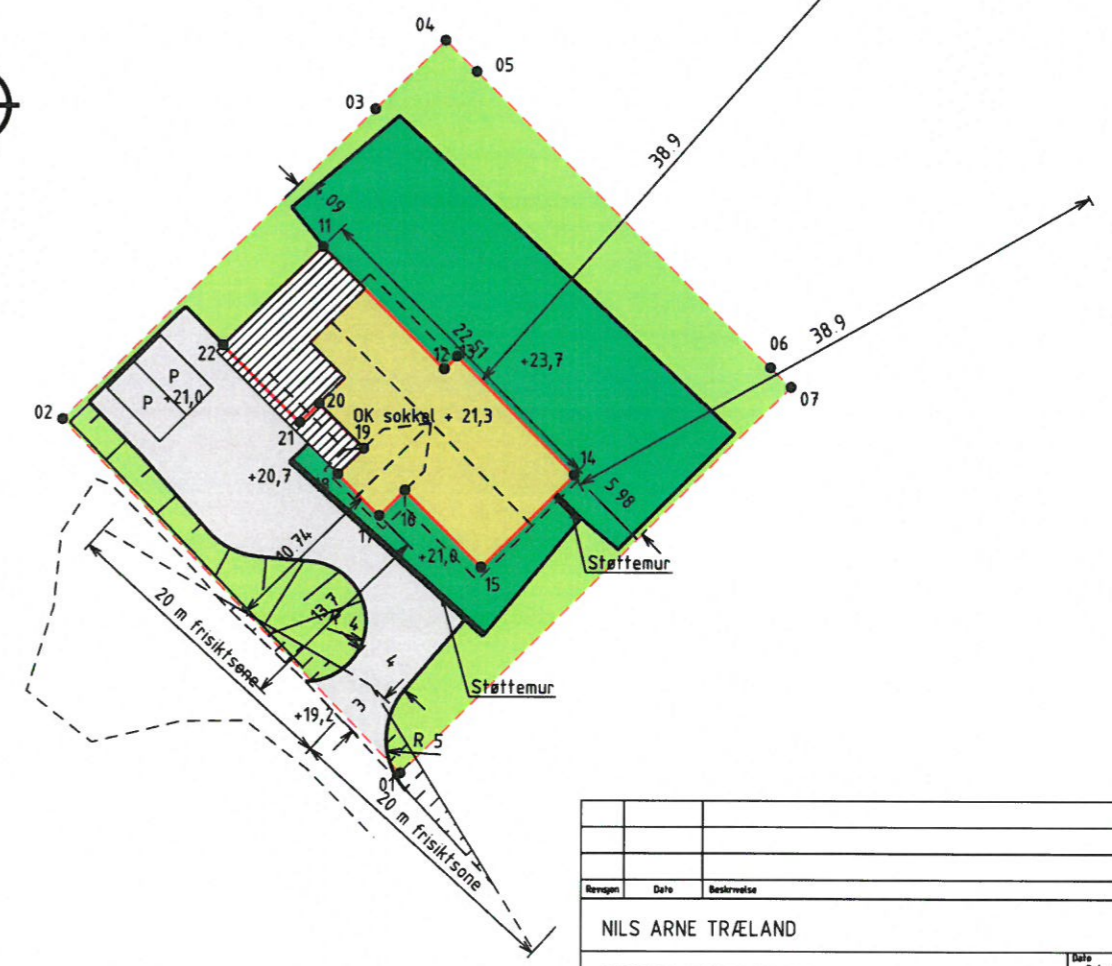 04
05
03
38.9
4.09
11
38.9
06
22.51
12
13
+23,7
07
22
P
P
+21,0
02
20
OK sokkel + 21,3
21
19
14
+20,7
18
5.98
16
17
10.74
+21,0
Støttemur
15
20 m frisiktsone
4
4
Støttemur
3
+19,2
R 5
01
20 m frisiktsone
Revisjon
Dato
Beskrivelse
NILS ARNE TRÆLAND
Dato